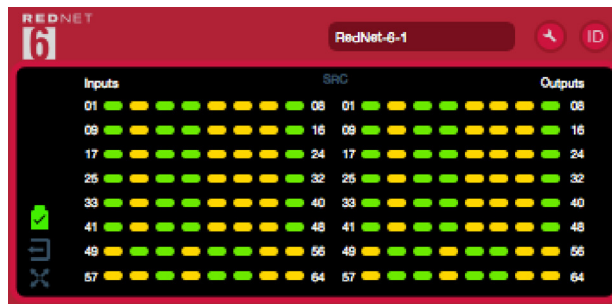 REDNET
6
RedNet-6-1
ID
Inputs SRC Outputs
01 08 01 08
09 16 09 16
17 24 17 24
25 32 25 32
33 40 33 40
41 48 41 48
49 56 49 56
57 64 57 64